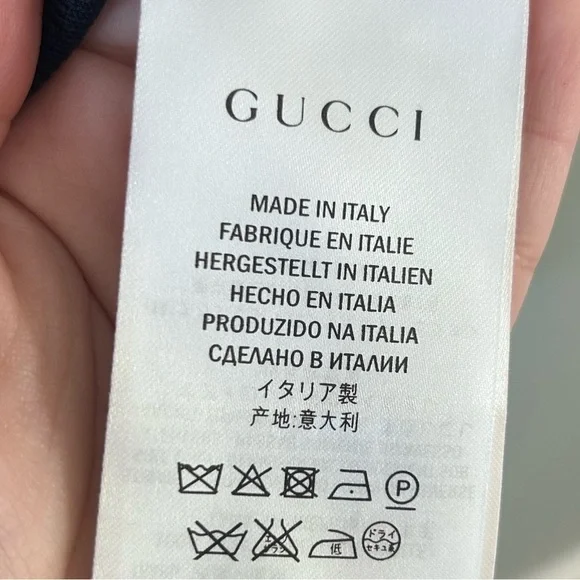 GUCCI
MADE IN ITALY
FABRIQUE EN ITALIE
HERGESTELLT IN ITALIEN
HECHO EN ITALIA
PRODUZIDO NA ITALIA
СДЕЛАНО В ИТАЛИИ
イタリア製
产地:意大利
P
低 ドライ
セキユ系